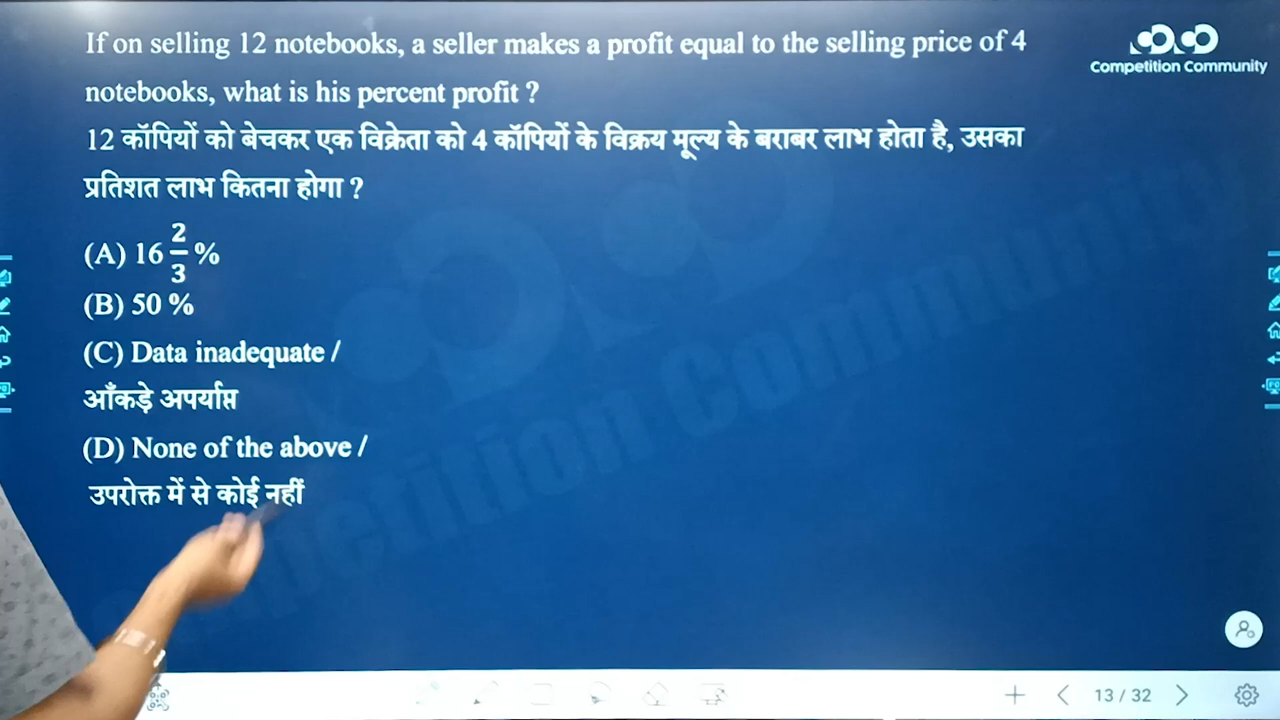 If on selling 12 notebooks, a seller makes a profit equal to the selling price of 4
notebooks, what is his percent profit ?
12 कॉपियों को बेचकर एक विक्रेता को 4 कॉपियों के विक्रय मूल्य के बराबर लाभ होता है, उसका
प्रतिशत लाभ कितना होगा ?
(A) 16 2/3 %
(B) 50 %
(C) Data inadequate /
आँकड़े अपर्याप्त
(D) None of the above /
उपरोक्त में से कोई नहीं
Competition Community
13 / 32